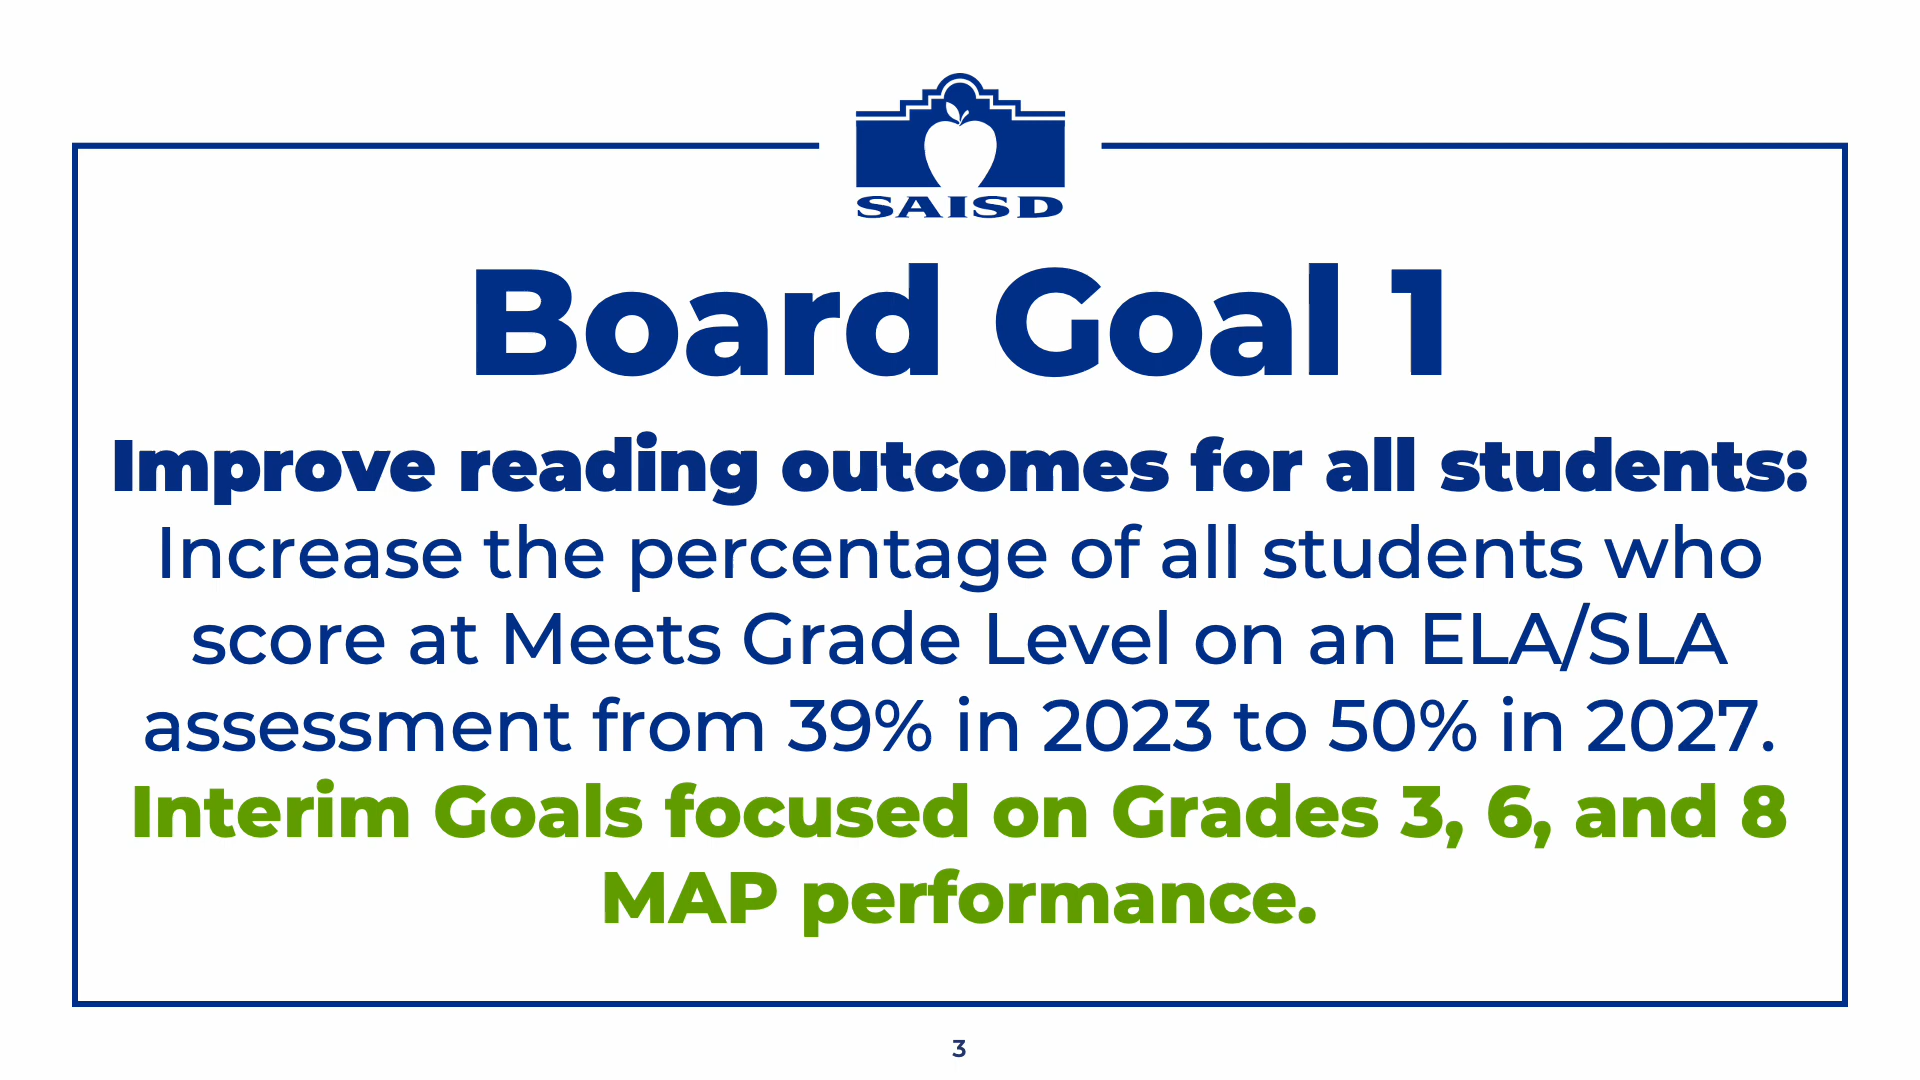 SAISD
Board Goal 1
Improve reading outcomes for all students:
Increase the percentage of all students who
score at Meets Grade Level on an ELA/SLA
assessment from 39% in 2023 to 50% in 2027.
Interim Goals focused on Grades 3, 6, and 8
MAP performance.
3